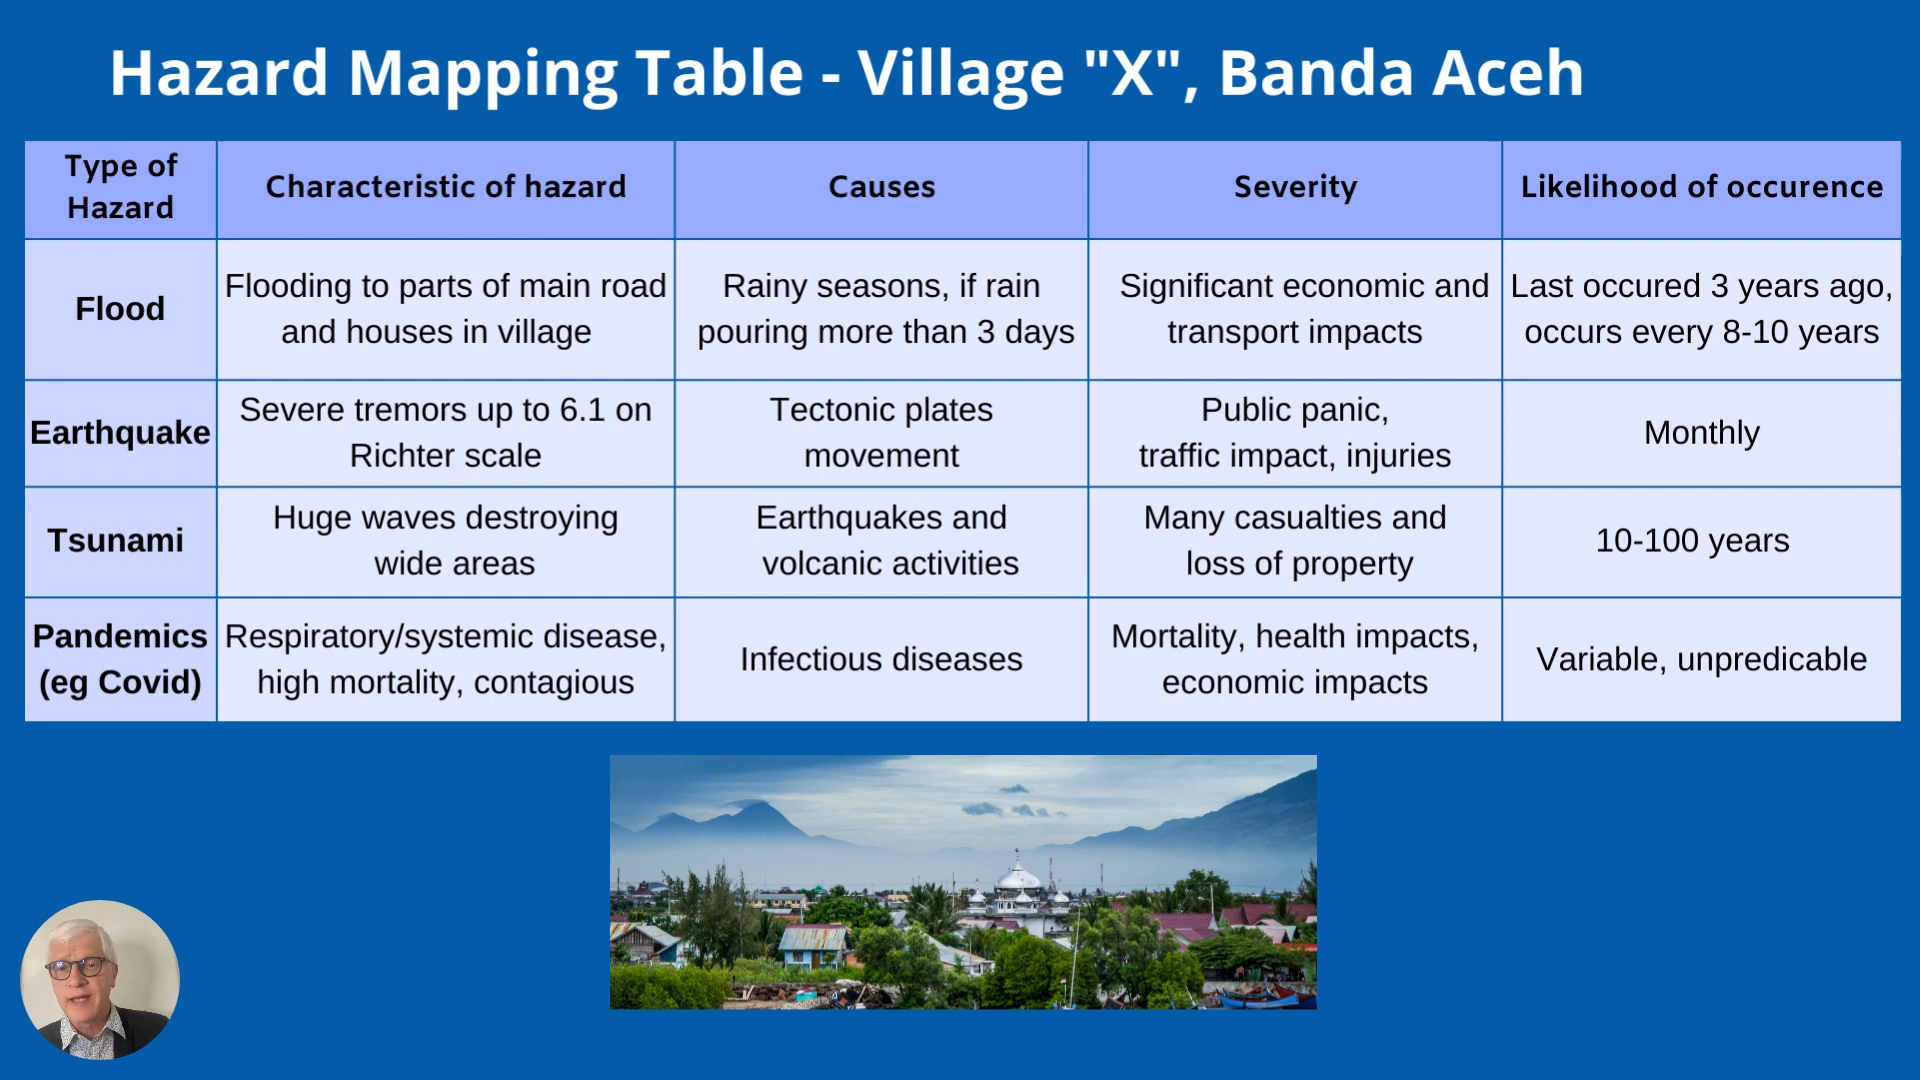 Hazard Mapping Table - Village "X", Banda Aceh
Type of
Hazard
Characteristic of hazard
Causes
Severity
Likelihood of occurence
Flood
Flooding to parts of main road
and houses in village
Rainy seasons, if rain
pouring more than 3 days
Significant economic and
transport impacts
Last occured 3 years ago,
occurs every 8-10 years
Earthquake
Severe tremors up to 6.1 on
Richter scale
Tectonic plates
movement
Public panic,
traffic impact, injuries
Monthly
Tsunami
Huge waves destroying
wide areas
Earthquakes and
volcanic activities
Many casualties and
loss of property
10-100 years
Pandemics
(eg Covid)
Respiratory/systemic disease,
high mortality, contagious
Infectious diseases
Mortality, health impacts,
economic impacts
Variable, unpredicable